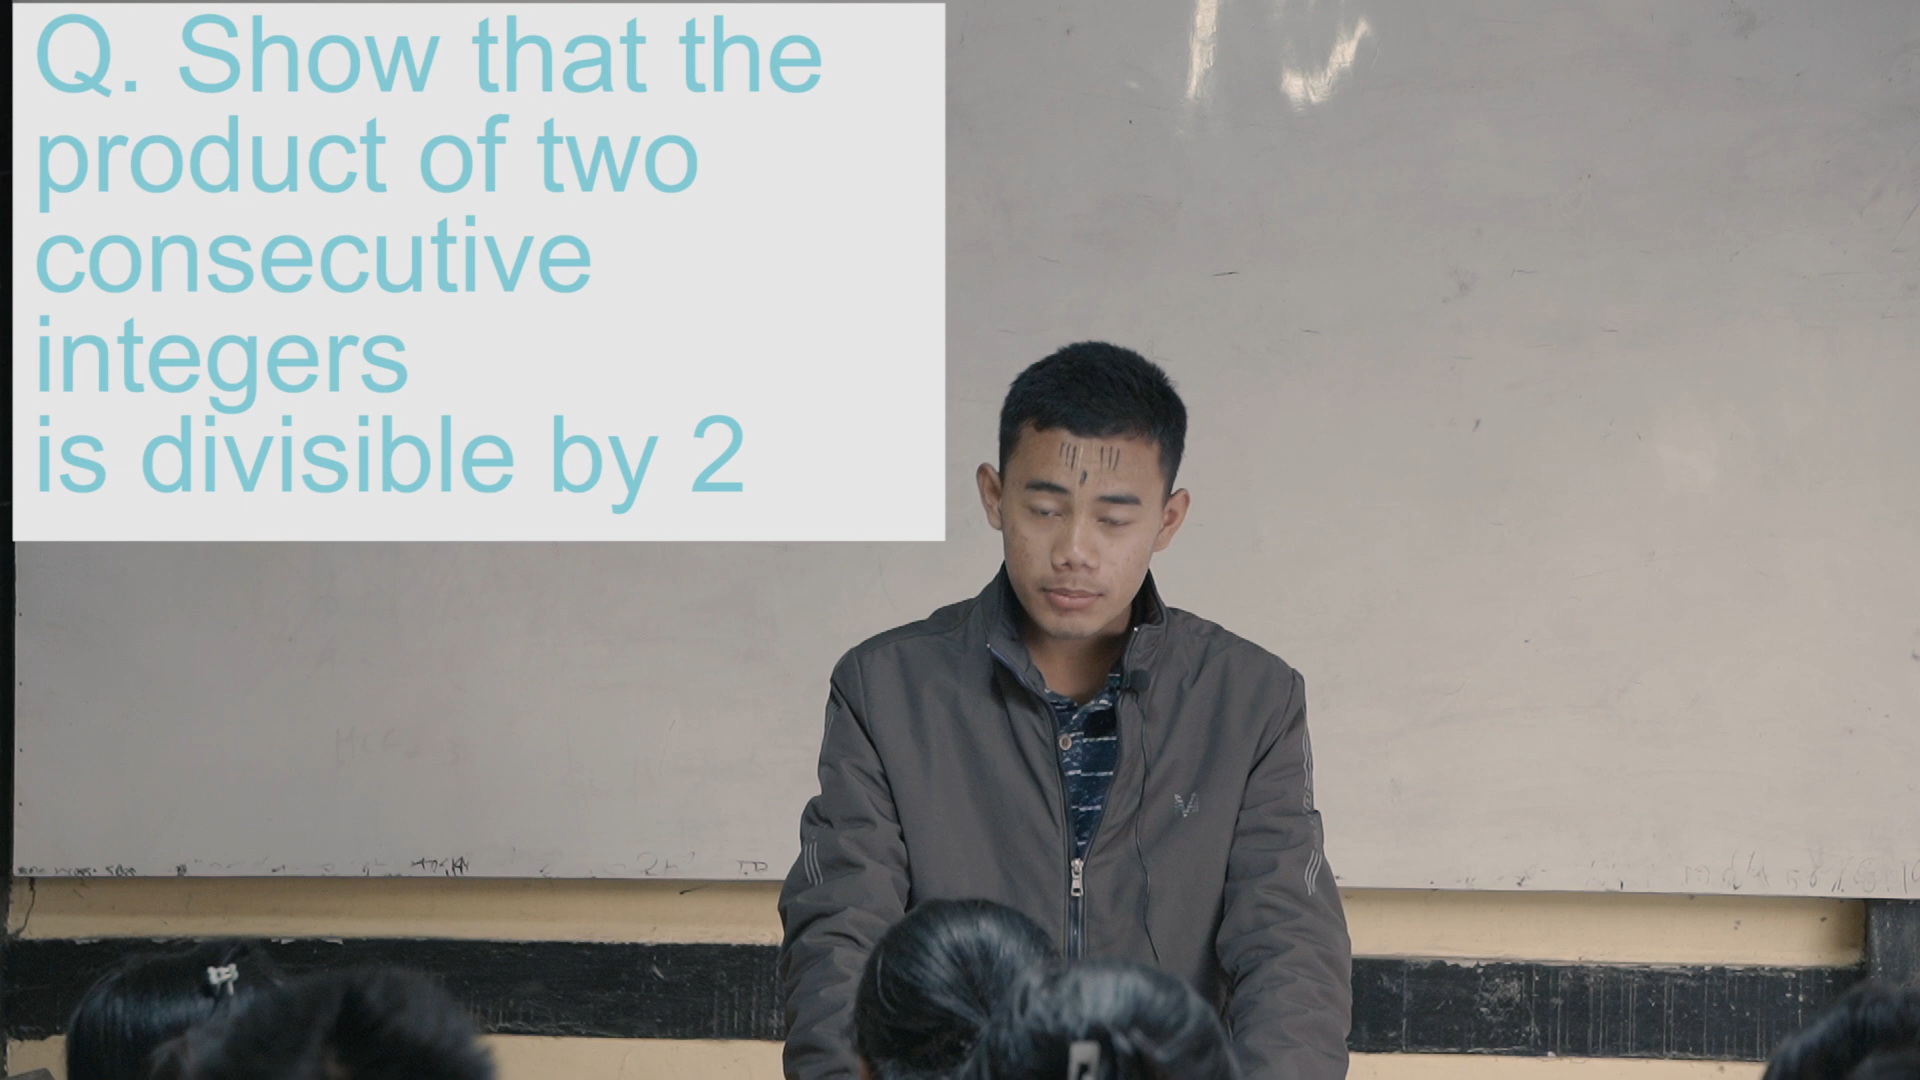 Q. Show that the
product of two
consecutive
integers
is divisible by 2